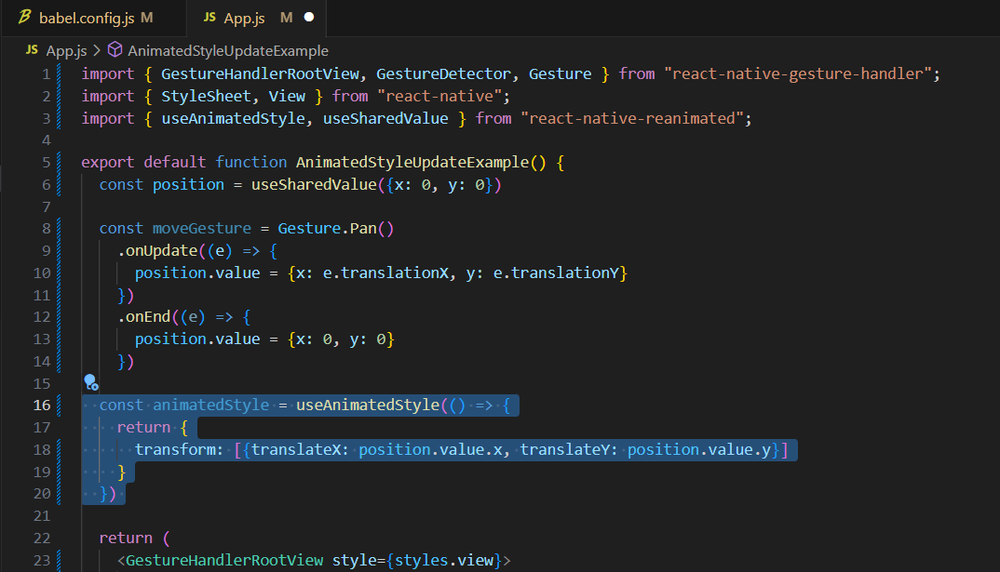 babel.config.js M JS App.js M
JS App.js > AnimatedStyleUpdateExample
1 import { GestureHandlerRootView, GestureDetector, Gesture } from "react-native-gesture-handler";
2 import { StyleSheet, View } from "react-native";
3 import { useAnimatedStyle, useSharedValue } from "react-native-reanimated";
4
5 export default function AnimatedStyleUpdateExample() {
6   const position = useSharedValue({x: 0, y: 0})
7
8   const moveGesture = Gesture.Pan()
9     .onUpdate((e) => {
10       position.value = {x: e.translationX, y: e.translationY}
11     })
12     .onEnd((e) => {
13       position.value = {x: 0, y: 0}
14     })
15
16   const animatedStyle = useAnimatedStyle(() => {
17     return {
18       transform: [{translateX: position.value.x, translateY: position.value.y}]
19     }
20   })
21
22   return (
23     <GestureHandlerRootView style={styles.view}>